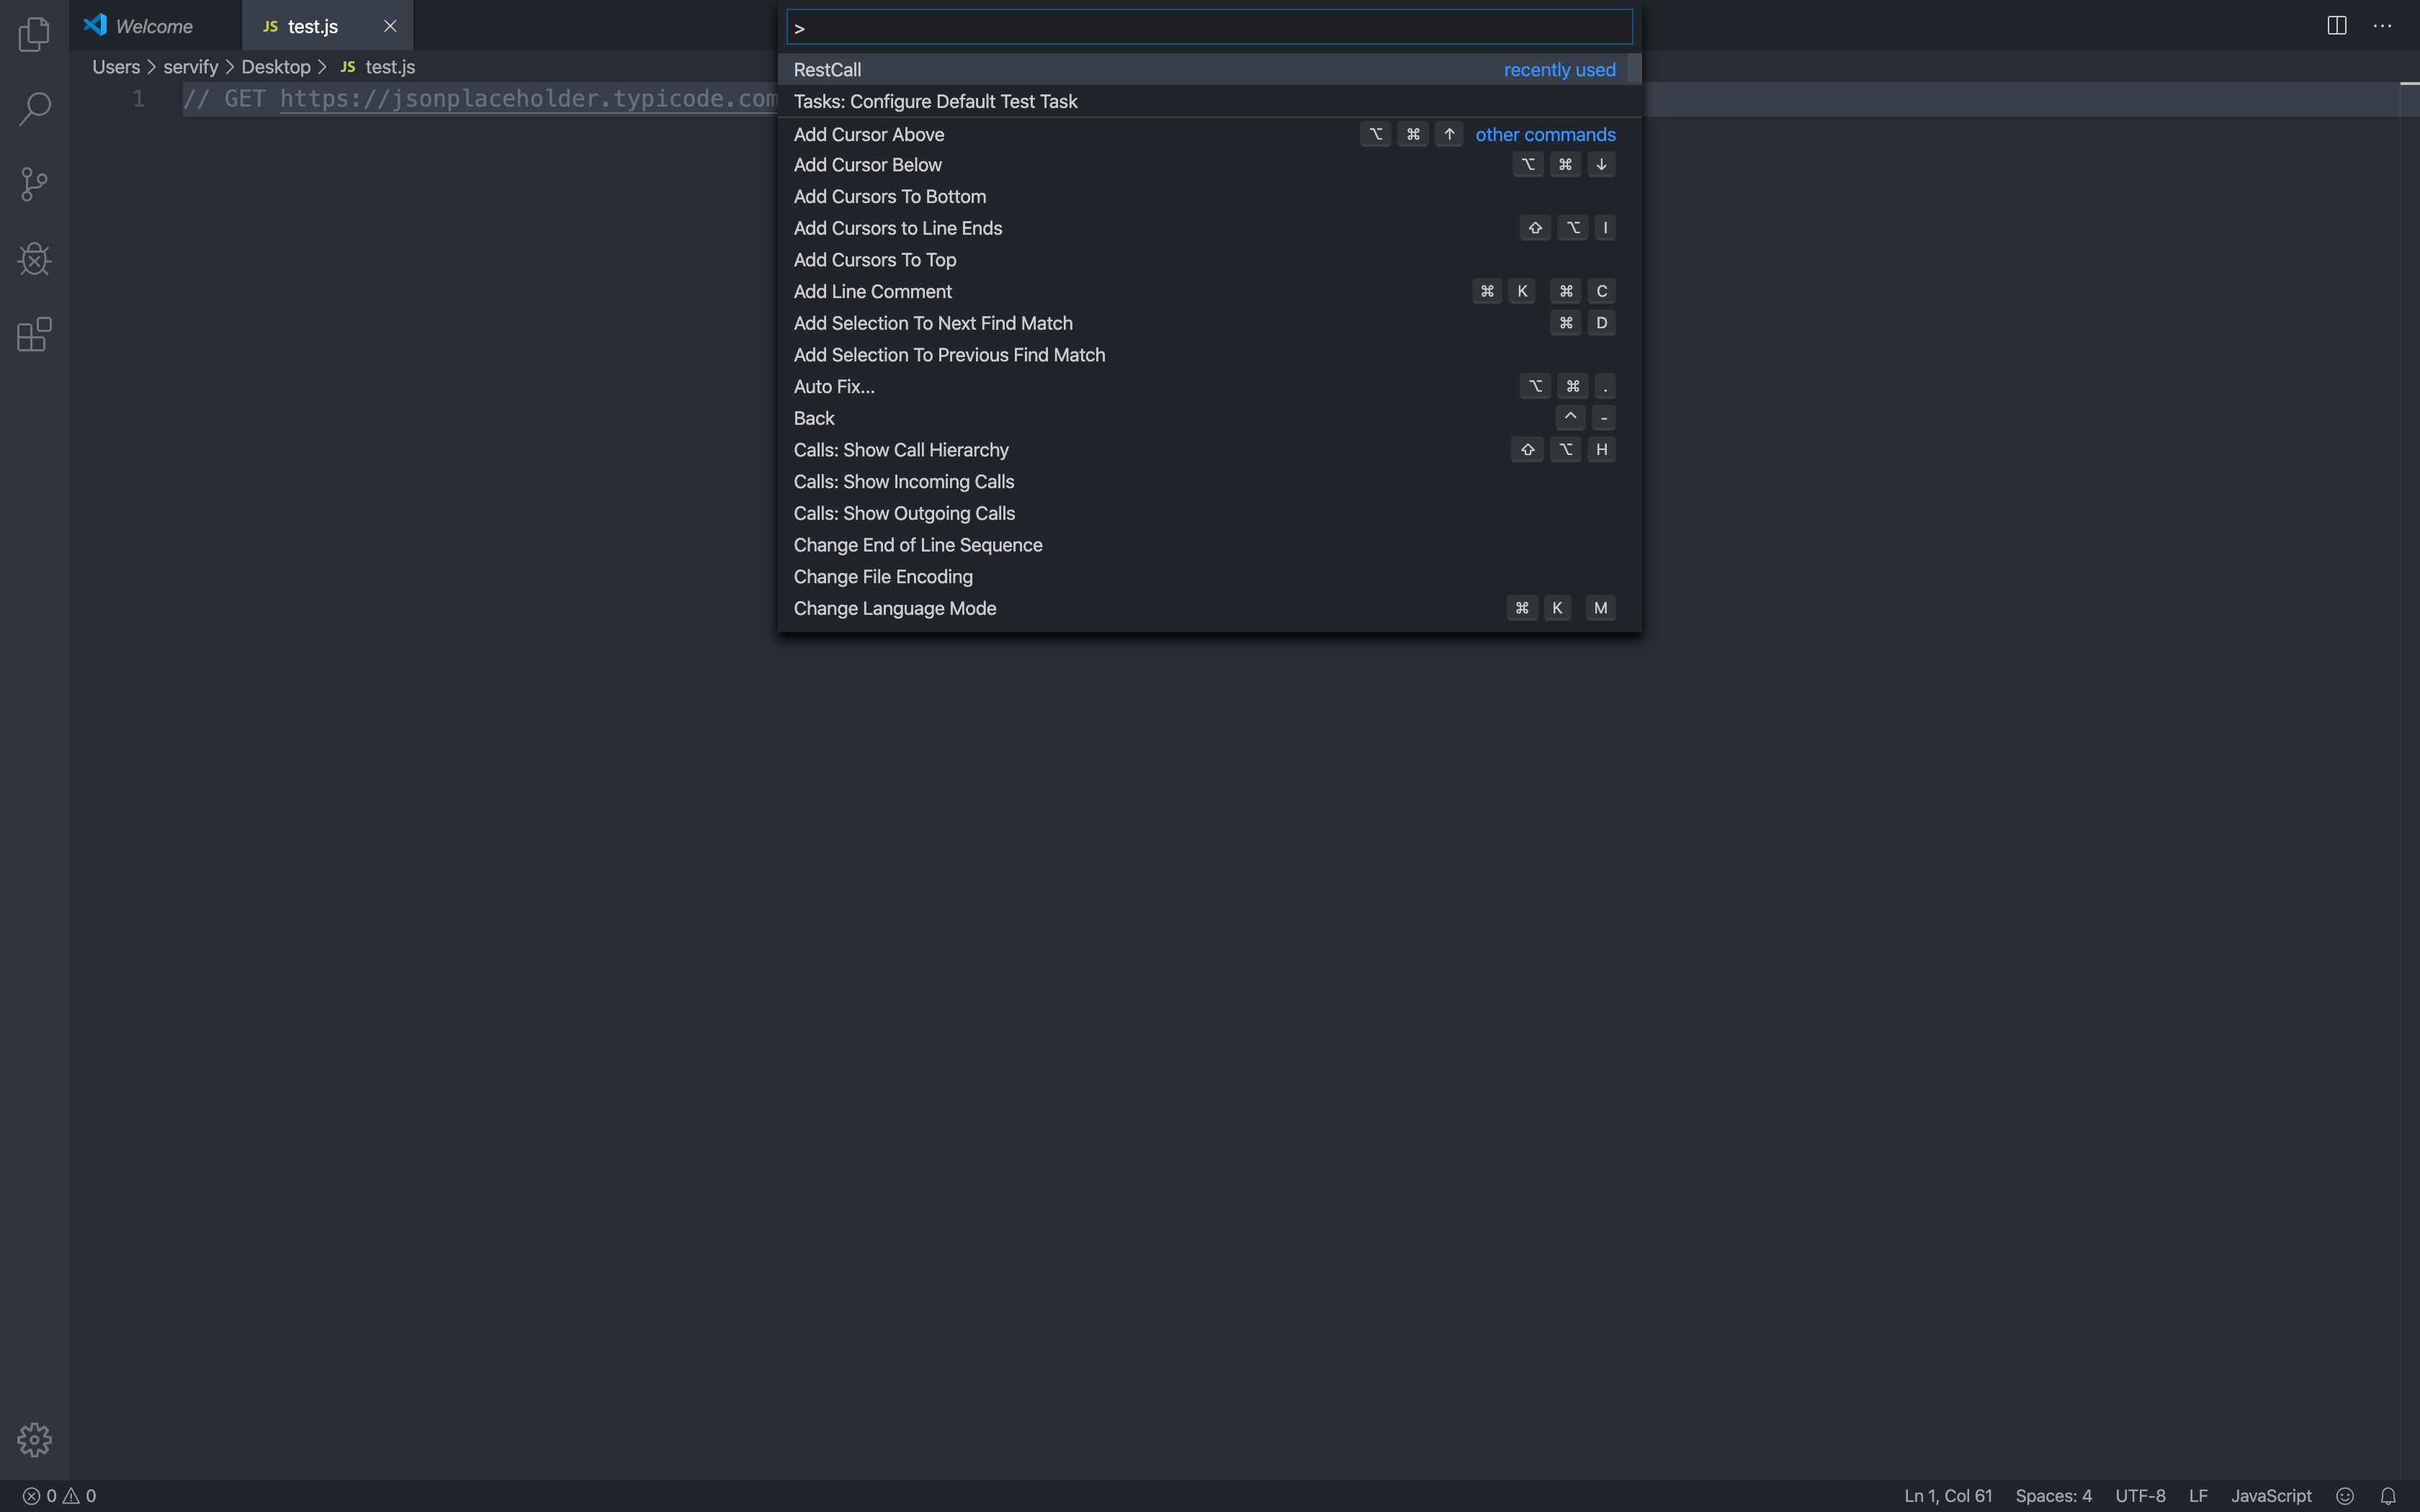 Welcome
JS test.js
>
Users > servify > Desktop > JS test.js
1 // GET https://jsonplaceholder.typicode.com
RestCall recently used
Tasks: Configure Default Test Task
Add Cursor Above ⌥ ⌘ ↑ other commands
Add Cursor Below ⌥ ⌘ ↓
Add Cursors To Bottom
Add Cursors to Line Ends ⇧ ⌥ I
Add Cursors To Top
Add Line Comment ⌘ K ⌘ C
Add Selection To Next Find Match ⌘ D
Add Selection To Previous Find Match
Auto Fix... ⌥ ⌘ .
Back ^ -
Calls: Show Call Hierarchy ⇧ ⌥ H
Calls: Show Incoming Calls
Calls: Show Outgoing Calls
Change End of Line Sequence
Change File Encoding
Change Language Mode ⌘ K M
0 0
Ln 1, Col 61 Spaces: 4 UTF-8 LF JavaScript